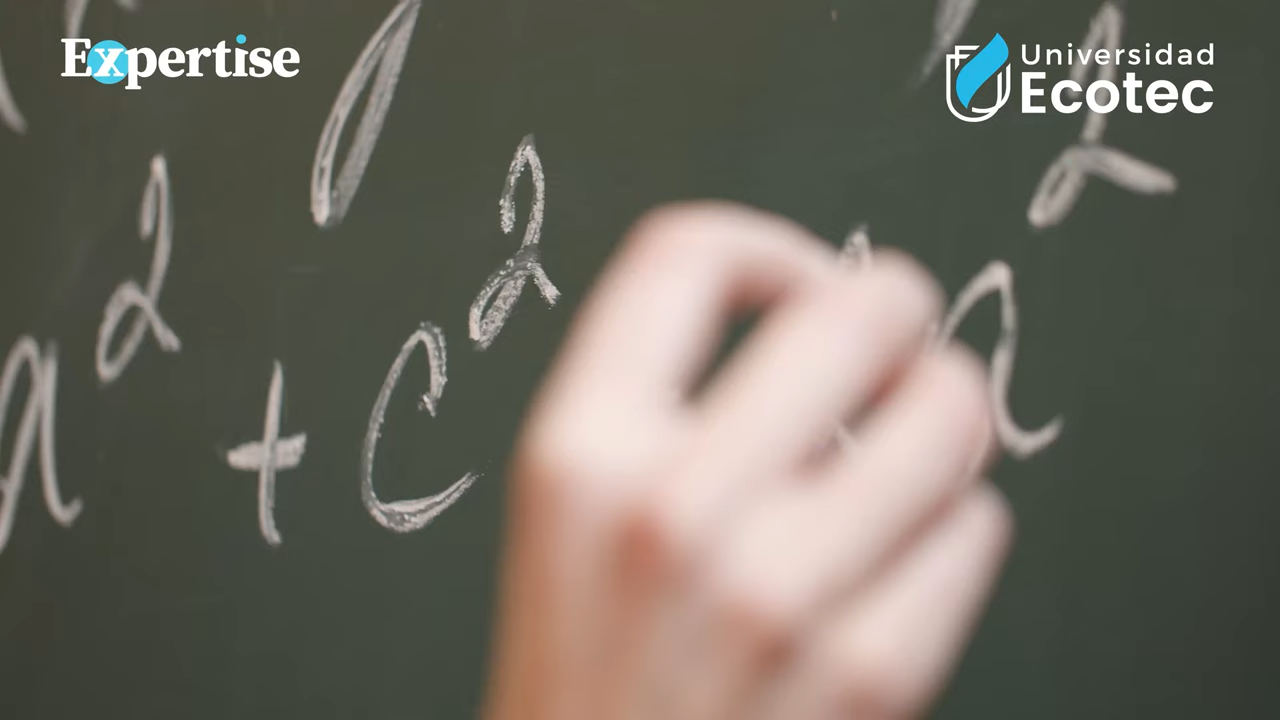 Expertise
Universidad
Ecotec
a² + c²